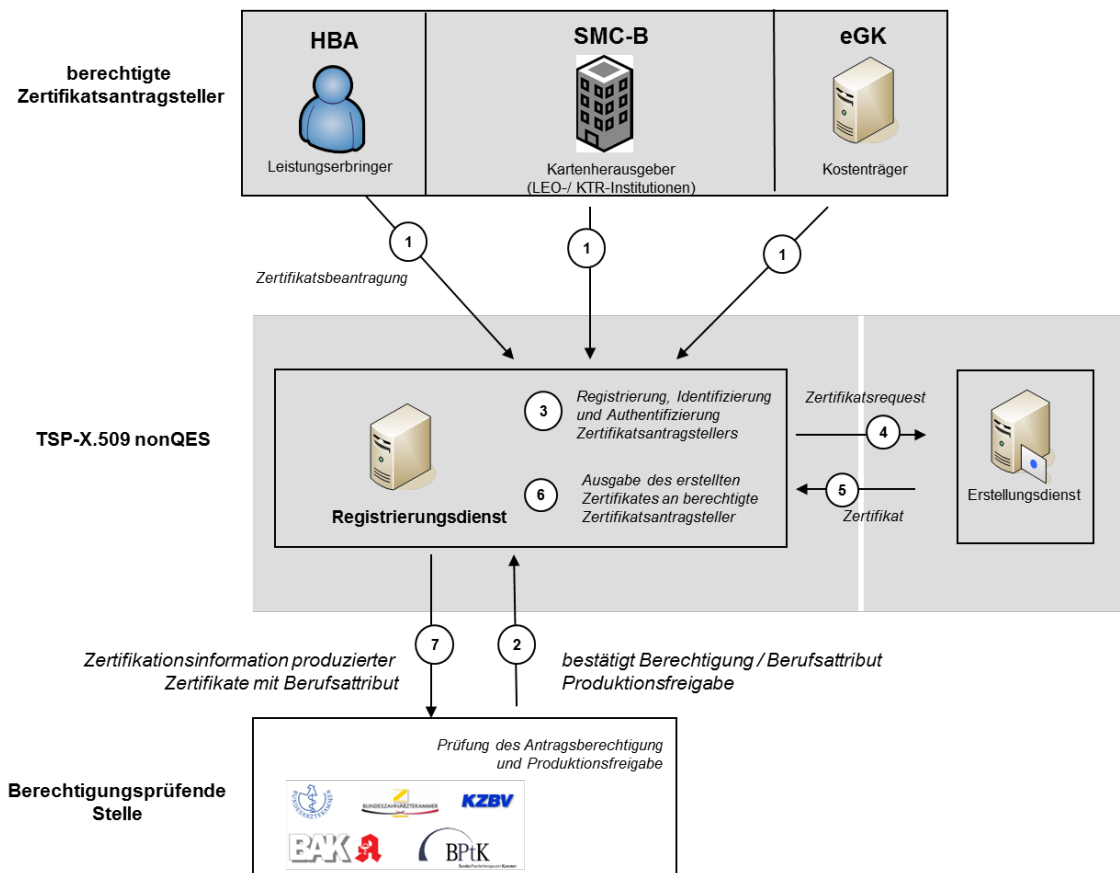 HBA
SMC-B
eGK
berechtigte
Zertifikatsantragsteller
Leistungserbringer
Kartenherausgeber
(LEO-/ KTR-Institutionen)
Kostenträger
1
1
1
Zertifikatsbeantragung
TSP-X.509 nonQES
3
Registrierung, Identifizierung
und Authentifizierung
Zertifikatsantragstellers
Zertifikatsrequest
4
6
Ausgabe des erstellten
Zertifikates an berechtigte
Zertifikatsantragsteller
5
Zertifikat
Erstellungsdienst
Registrierungsdienst
7
2
Zertifikationsinformation produzierter
Zertifikate mit Berufsattribut
bestätigt Berechtigung / Berufsattribut
Produktionsfreigabe
Prüfung des Antragsberechtigung
und Produktionsfreigabe
Berechtigungsprüfende
Stelle
BUNDESÄRZTEKAMMER
BUNDESZAHNÄRZTEKAMMER
KZBV
BAK
BPtK
BundesPsychotherapeutenKammer